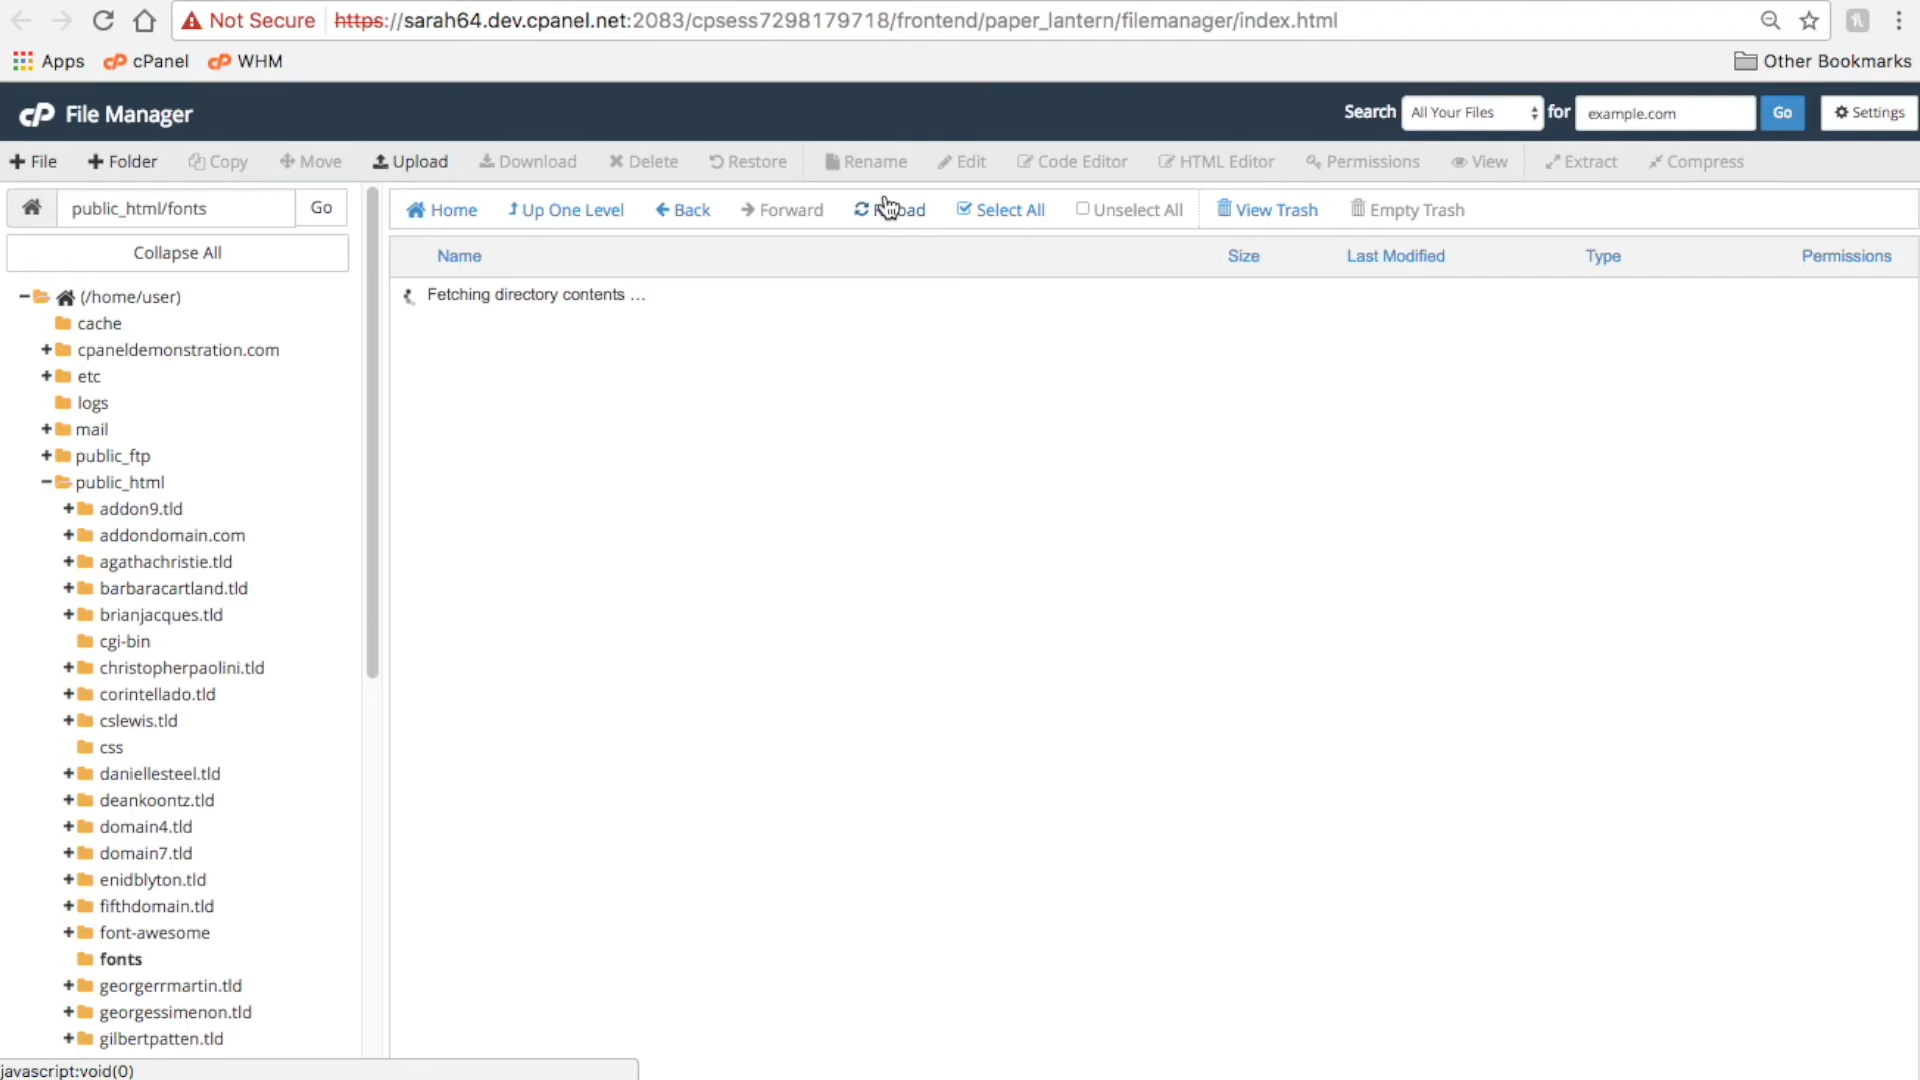 Not Secure https://sarah64.dev.cpanel.net:2083/cpsess7298179718/frontend/paper_lantern/filemanager/index.html
Apps cPanel WHM Other Bookmarks
cP File Manager Search All Your Files for example.com Go Settings
File Folder Copy Move Upload Download Delete Restore Rename Edit Code Editor HTML Editor Permissions View Extract Compress
public_html/fonts Go
Home Up One Level Back Forward Select All Unselect All View Trash Empty Trash
Collapse All
Name Size Last Modified Type Permissions
Fetching directory contents ...
(/home/user)
cache
cpaneldemonstration.com
etc
logs
mail
public_ftp
public_html
addon9.tld
addondomain.com
agathachristie.tld
barbaracartland.tld
brianjacques.tld
cgi-bin
christopherpaolini.tld
corintellado.tld
cslewis.tld
css
daniellesteel.tld
deankoontz.tld
domain4.tld
domain7.tld
enidblyton.tld
fifthdomain.tld
font-awesome
fonts
georgerrmartin.tld
georgessimenon.tld
gilbertpatten.tld
javascript:void(0)